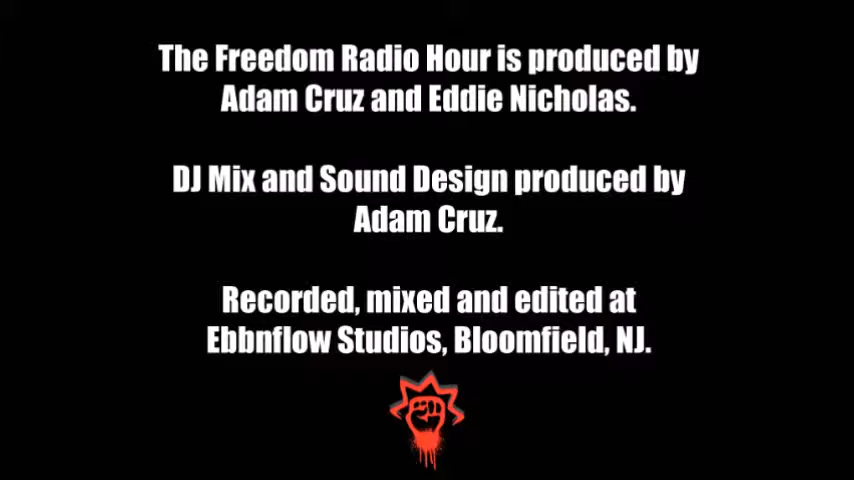 The Freedom Radio Hour is produced by
Adam Cruz and Eddie Nicholas.
DJ Mix and Sound Design produced by
Adam Cruz.
Recorded, mixed and edited at
Ebbnflow Studios, Bloomfield, NJ.